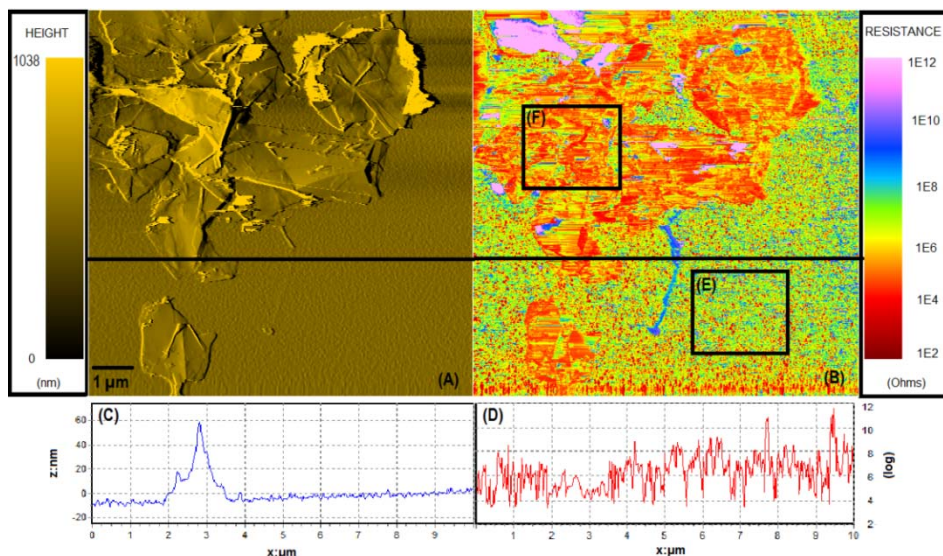 HEIGHT
1038
0
(nm)
1 µm
(A)
(F)
(E)
(B)
RESISTANCE
1E12
1E10
1E8
1E6
1E4
1E2
(Ohms)
(C)
z:nm
60
40
20
0
-20
0 1 2 3 4 5 6 7 8 9
x:µm
(D)
12
10
8
6
4
2
(log)
1 2 3 4 5 6 7 8 9 10
x:µm